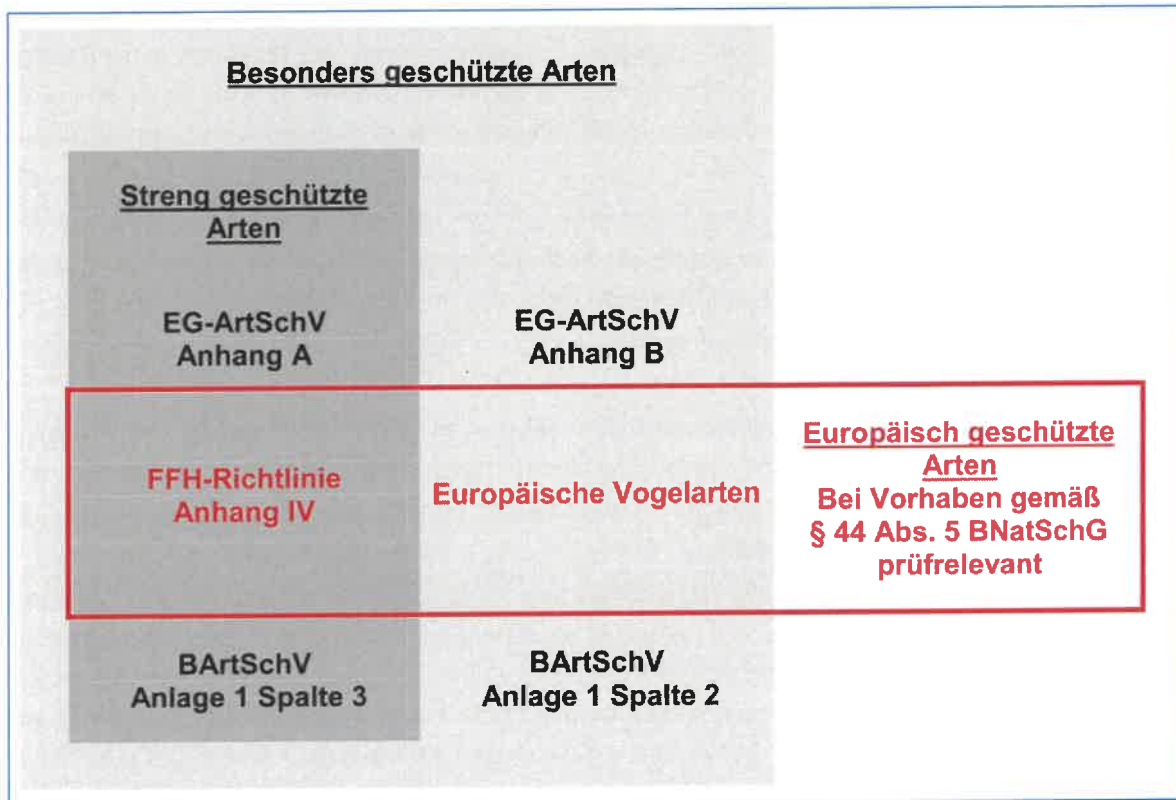 Besonders geschützte Arten
Streng geschützte
Arten
EG-ArtSchV
Anhang A
EG-ArtSchV
Anhang B
FFH-Richtlinie
Anhang IV
Europäische Vogelarten
Europäisch geschützte
Arten
Bei Vorhaben gemäß
§ 44 Abs. 5 BNatSchG
prüfrelevant
BArtSchV
Anlage 1 Spalte 3
BArtSchV
Anlage 1 Spalte 2